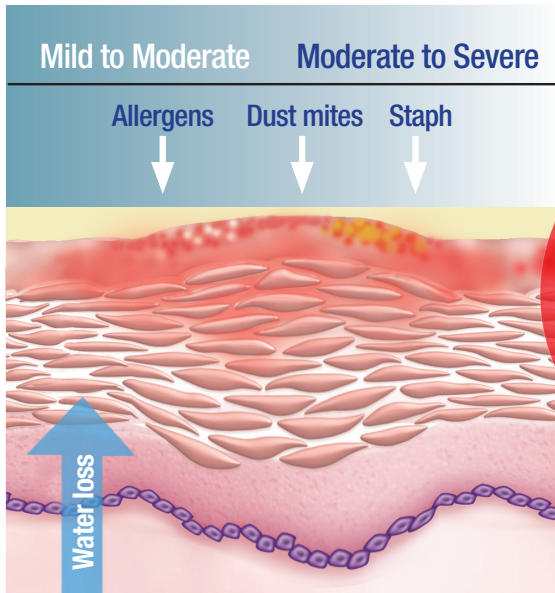 Mild to Moderate Moderate to Severe
Allergens Dust mites Staph
Water loss